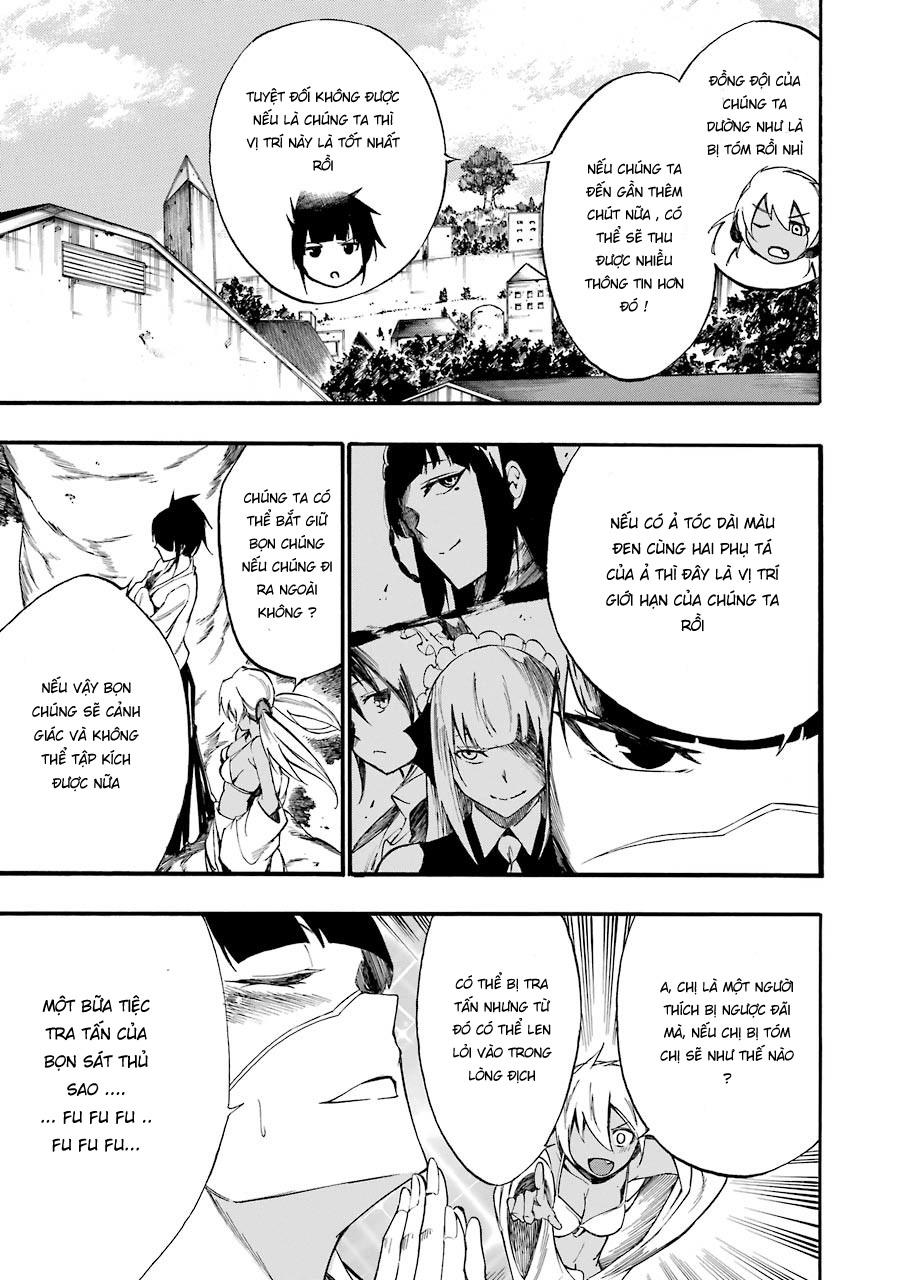 ĐỒNG ĐỘI CỦA
CHÚNG TA
DƯỜNG NHƯ LÀ
BỊ TÓM RỒI NHỈ
NẾU CHÚNG TA
ĐẾN GẦN THÊM
CHÚT NỮA , CÓ
THỂ SẼ THU
ĐƯỢC NHIỀU
THÔNG TIN HƠN
ĐÓ !
TUYỆT ĐỐI KHÔNG ĐƯỢC
NẾU LÀ CHÚNG TA THÌ
VỊ TRÍ NÀY LÀ TỐT NHẤT
RỒI
NẾU CÓ Ả TÓC DÀI MÀU
ĐEN CÙNG HAI PHỤ TÁ
CỦA Ả THÌ ĐÂY LÀ VỊ TRÍ
GIỚI HẠN CỦA CHÚNG TA
RỒI
CHÚNG TA CÓ
THỂ BẮT GIỮ
BỌN CHÚNG
NẾU CHÚNG ĐI
RA NGOÀI
KHÔNG ?
NẾU VẬY BỌN
CHÚNG SẼ CẢNH
GIÁC VÀ KHÔNG
THỂ TẬP KÍCH
ĐƯỢC NỮA
A, CHỊ LÀ MỘT NGƯỜI
THÍCH BỊ NGƯỢC ĐÃI
MÀ, NẾU CHỊ BỊ TÓM
CHỊ SẼ NHƯ THẾ NÀO
?
CÓ THỂ BỊ TRA
TẤN NHƯNG TỪ
ĐÓ CÓ THỂ LEN
LỎI VÀO TRONG
LÒNG ĐỊCH
MỘT BỮA TIỆC
TRA TẤN CỦA
BỌN SÁT THỦ
SAO ....
... FU FU FU ..
FU FU FU...